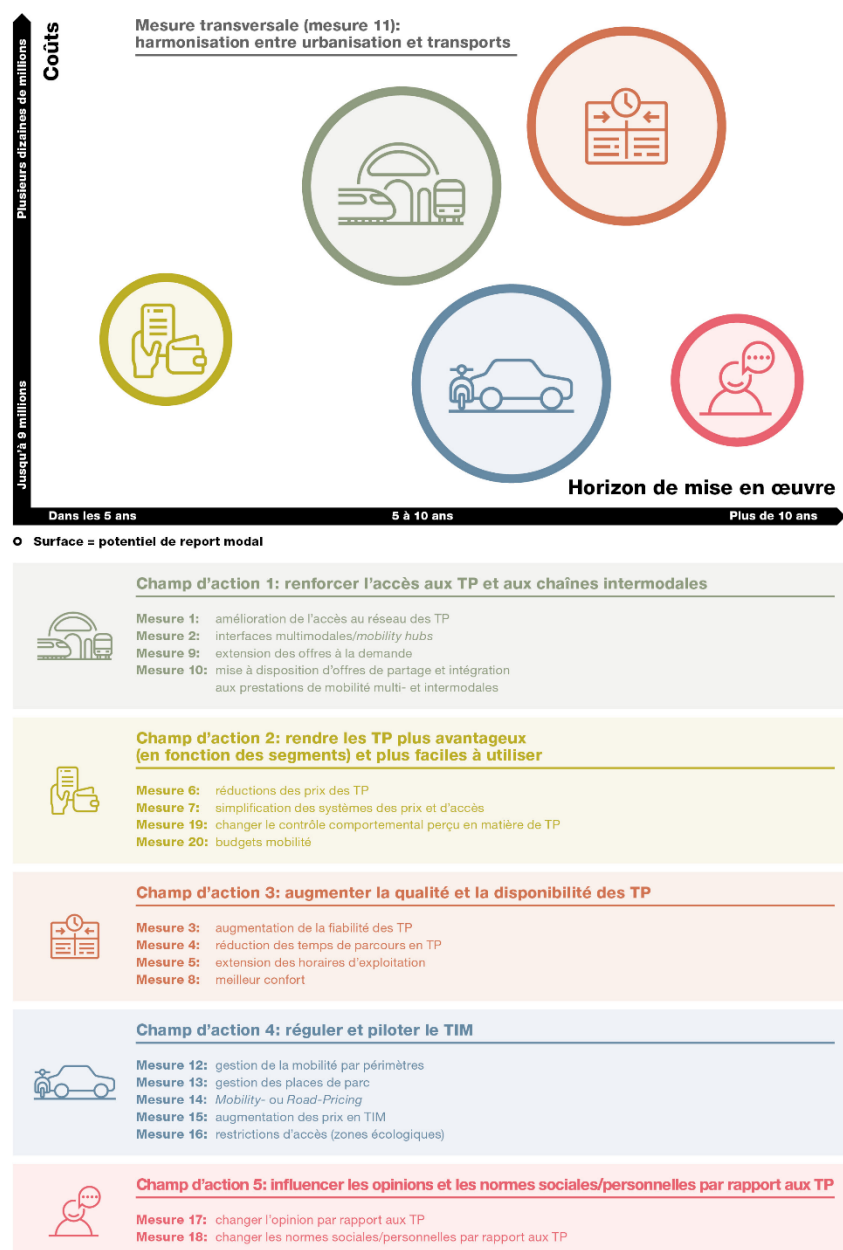 Mesure transversale (mesure 11):
harmonisation entre urbanisation et transports
Coûts
Plusieurs dizaines de millions
Jusqu'à 9 millions
Horizon de mise en œuvre
Dans les 5 ans
5 à 10 ans
Plus de 10 ans
Surface = potentiel de report modal
Champ d'action 1: renforcer l'accès aux TP et aux chaînes intermodales
Mesure 1: amélioration de l'accès au réseau des TP
Mesure 2: interfaces multimodales/mobility hubs
Mesure 9: extension des offres à la demande
Mesure 10: mise à disposition d'offres de partage et intégration
aux prestations de mobilité multi- et intermodales
Champ d'action 2: rendre les TP plus avantageux
(en fonction des segments) et plus faciles à utiliser
Mesure 6: réductions des prix des TP
Mesure 7: simplification des systèmes des prix et d'accès
Mesure 19: changer le contrôle comportemental perçu en matière de TP
Mesure 20: budgets mobilité
Champ d'action 3: augmenter la qualité et la disponibilité des TP
Mesure 3: augmentation de la fiabilité des TP
Mesure 4: réduction des temps de parcours en TP
Mesure 5: extension des horaires d'exploitation
Mesure 8: meilleur confort
Champ d'action 4: réguler et piloter le TIM
Mesure 12: gestion de la mobilité par périmètres
Mesure 13: gestion des places de parc
Mesure 14: Mobility- ou Road-Pricing
Mesure 15: augmentation des prix en TIM
Mesure 16: restrictions d'accès (zones écologiques)
Champ d'action 5: influencer les opinions et les normes sociales/personnelles par rapport aux TP
Mesure 17: changer l'opinion par rapport aux TP
Mesure 18: changer les normes sociales/personnelles par rapport aux TP